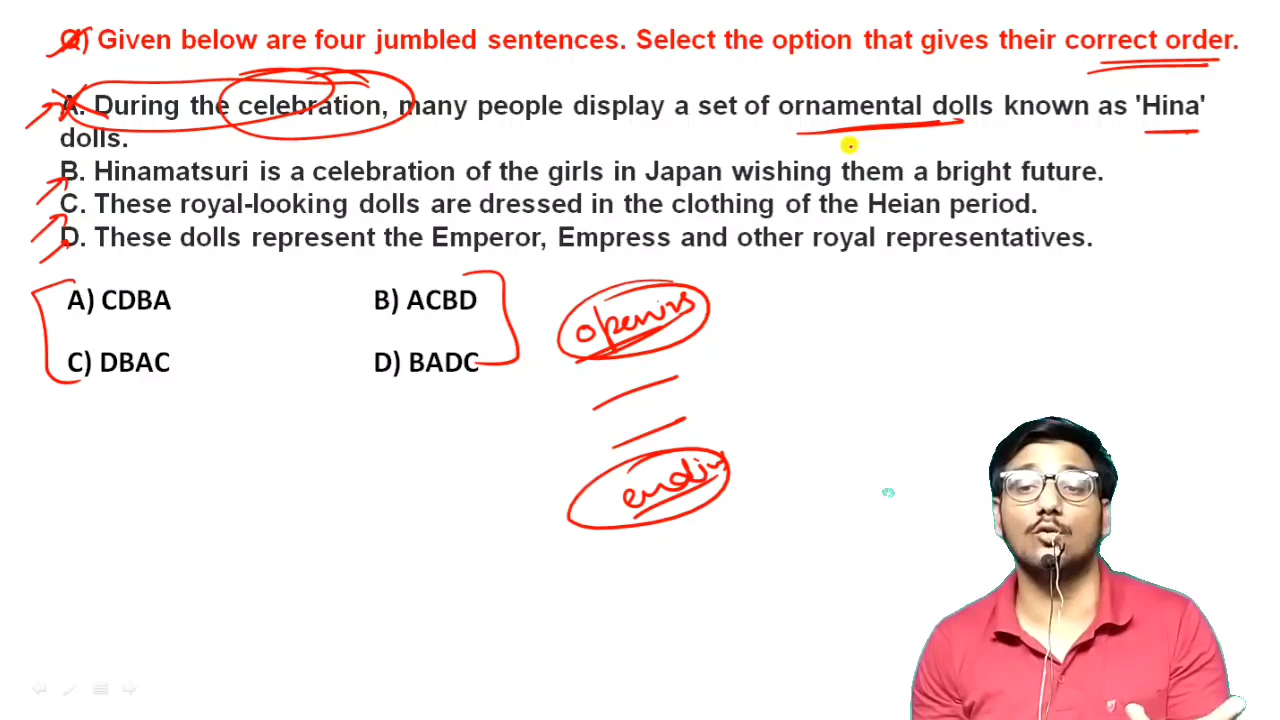 Q) Given below are four jumbled sentences. Select the option that gives their correct order.
A. During the celebration, many people display a set of ornamental dolls known as 'Hina'
dolls.
B. Hinamatsuri is a celebration of the girls in Japan wishing them a bright future.
C. These royal-looking dolls are dressed in the clothing of the Heian period.
D. These dolls represent the Emperor, Empress and other royal representatives.
A) CDBA B) ACBD
C) DBAC D) BADC
ending